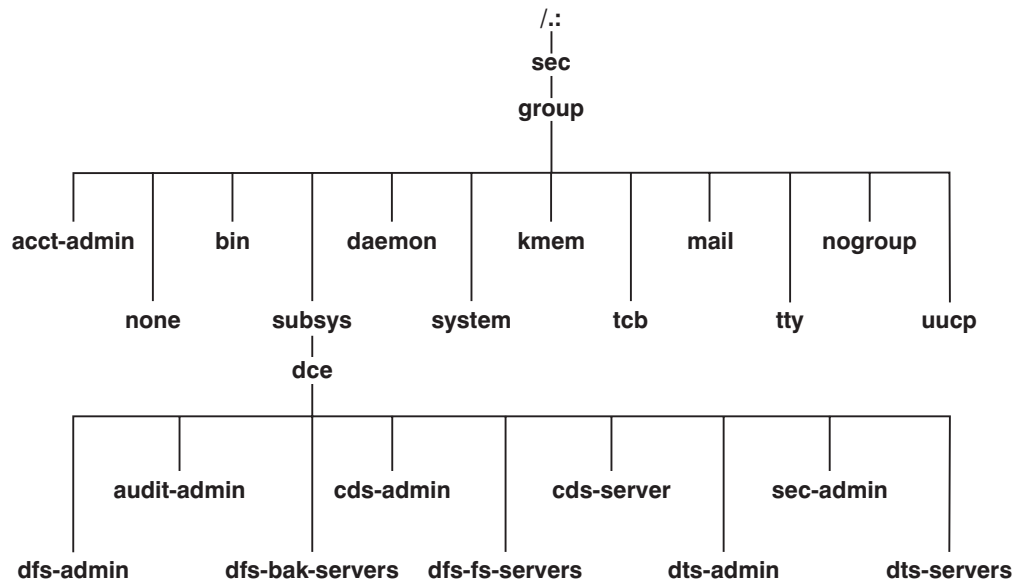 /.:
sec
group
acct-admin bin daemon kmem mail nogroup
none subsys system tcb tty uucp
dce
audit-admin cds-admin cds-server sec-admin
dfs-admin dfs-bak-servers dfs-fs-servers dts-admin dts-servers